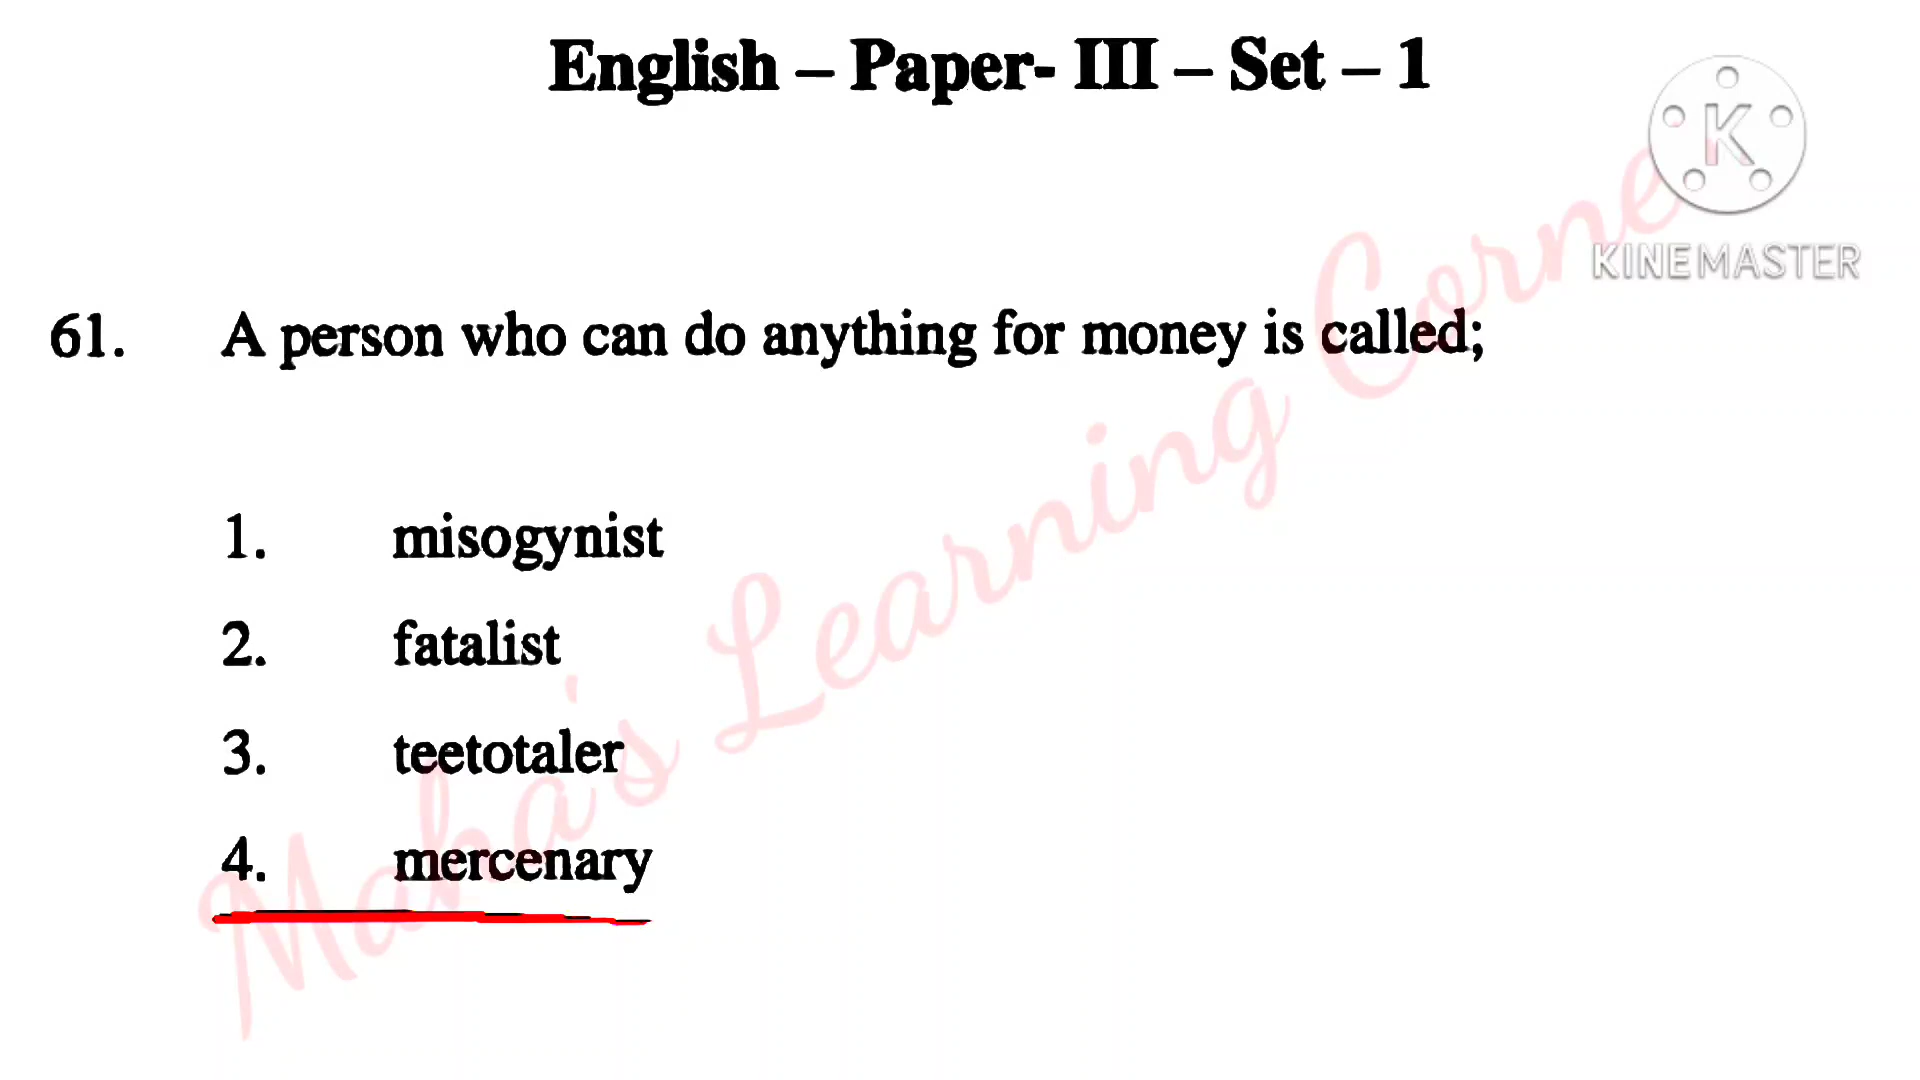 English – Paper- III – Set – 1
K
KINEMASTER
61. A person who can do anything for money is called;
1. misogynist
2. fatalist
3. teetotaler
4. mercenary
Maha's Learning Corner